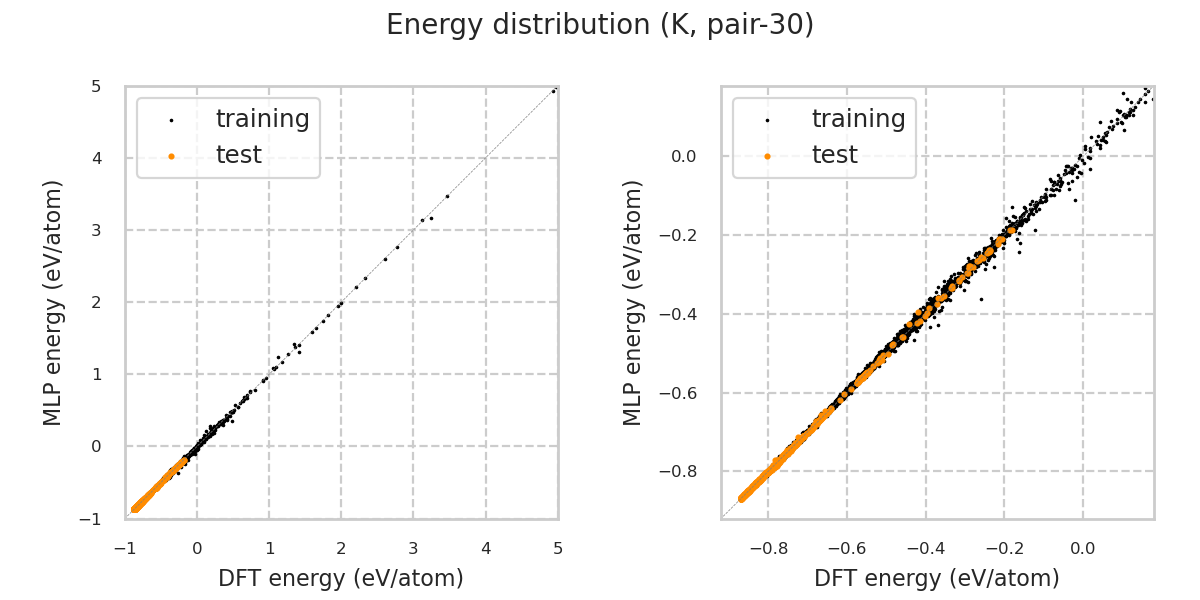 Energy distribution (K, pair-30)
MLP energy (eV/atom)
5
4
3
2
1
0
−1
training
test
−1
0
1
2
3
4
5
DFT energy (eV/atom)
MLP energy (eV/atom)
0.0
−0.2
−0.4
−0.6
−0.8
training
test
−0.8
−0.6
−0.4
−0.2
0.0
DFT energy (eV/atom)